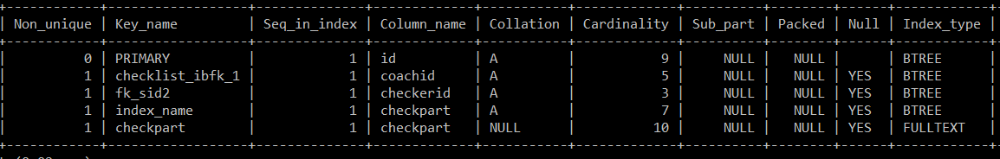 | Non_unique | Key_name | Seq_in_index | Column_name | Collation | Cardinality | Sub_part | Packed | Null | Index_type |
| 0 | PRIMARY | 1 | id | A | 9 | NULL | NULL | | BTREE |
| 1 | checklist_ibfk_1 | 1 | coachid | A | 5 | NULL | NULL | YES | BTREE |
| 1 | fk_sid2 | 1 | checkerid | A | 3 | NULL | NULL | YES | BTREE |
| 1 | index_name | 1 | checkpart | A | 7 | NULL | NULL | YES | BTREE |
| 1 | checkpart | 1 | checkpart | NULL | 10 | NULL | NULL | YES | FULLTEXT |